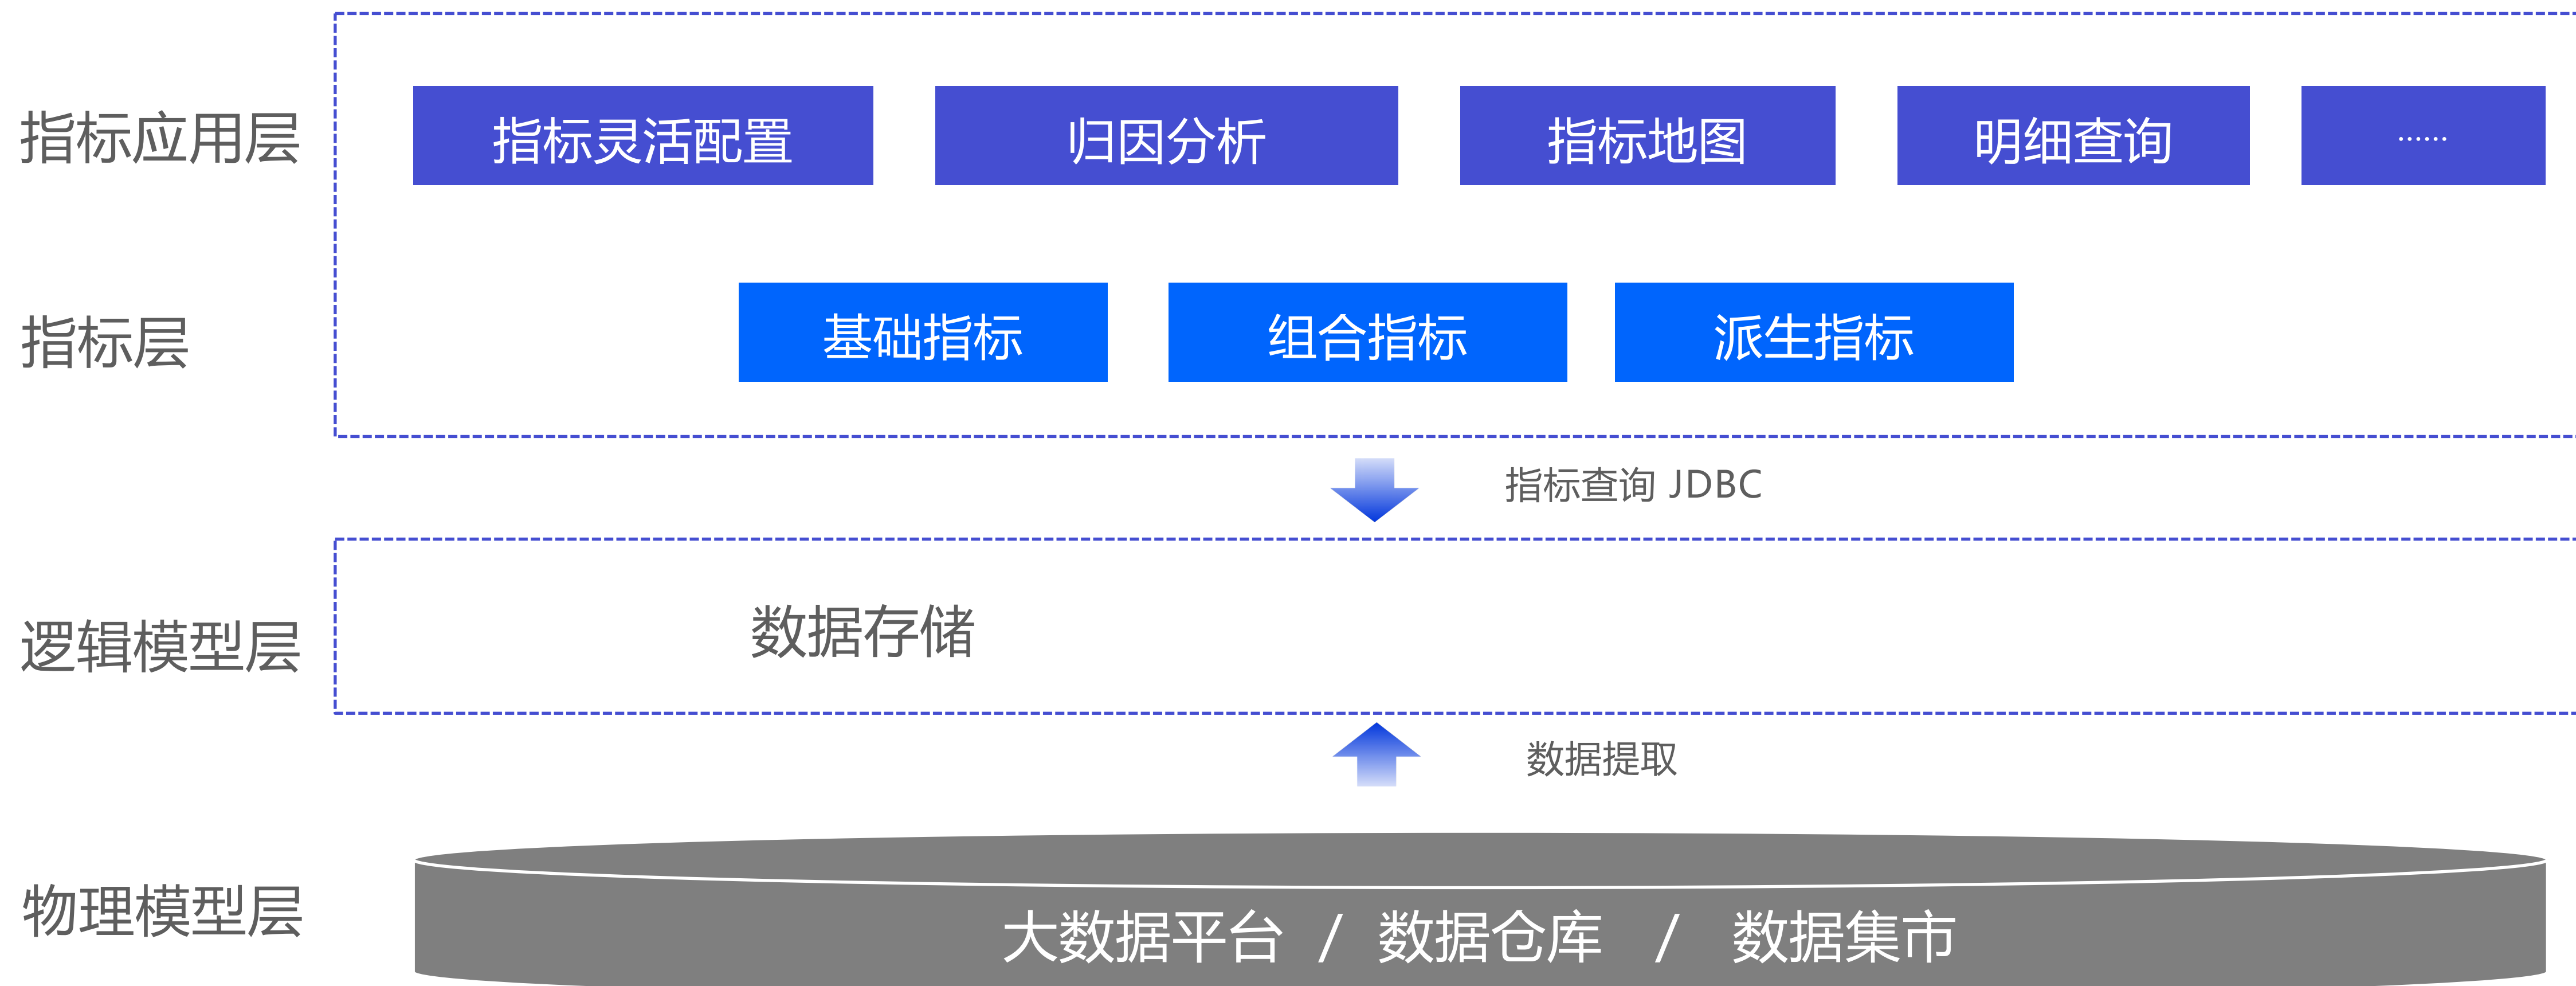 指标应用层
指标灵活配置
归因分析
指标地图
明细查询
……
指标层
基础指标
组合指标
派生指标
指标查询 JDBC
逻辑模型层
数据存储
数据提取
物理模型层
大数据平台 / 数据仓库 / 数据集市